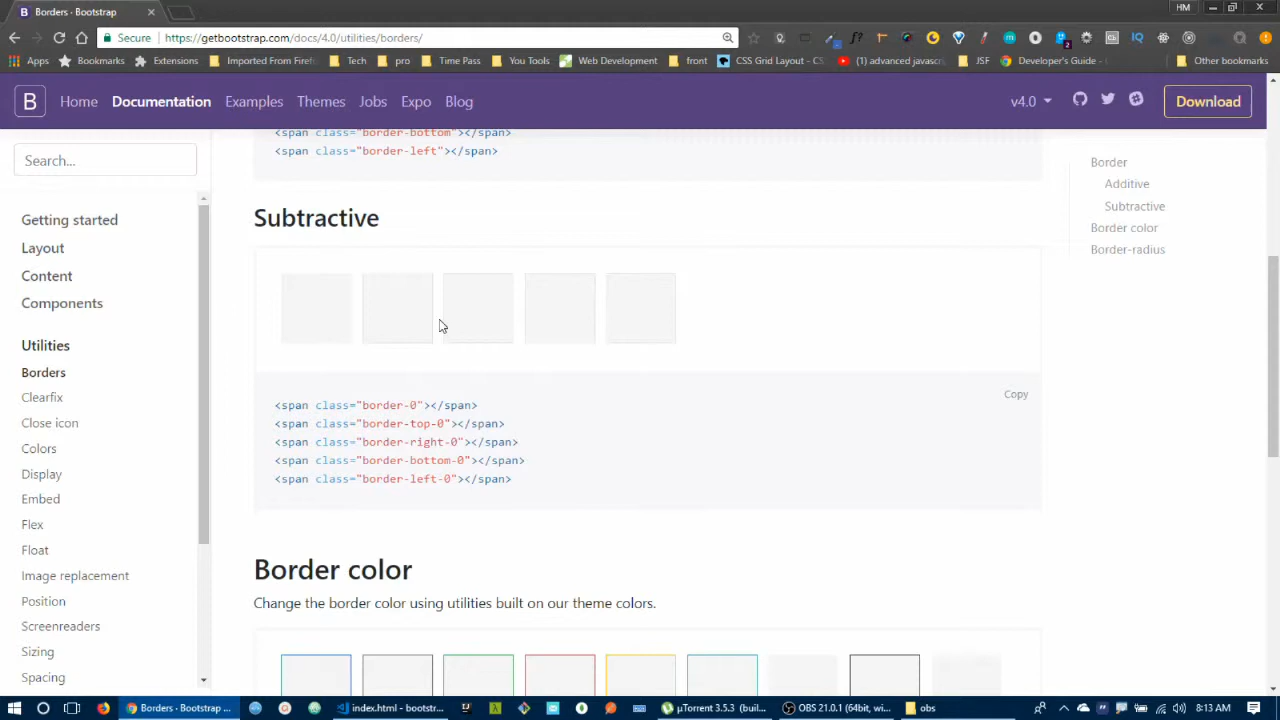 Borders · Bootstrap
HM
Secure
https://getbootstrap.com/docs/4.0/utilities/borders/
Apps
Bookmarks
Extensions
Imported From Firef
Tech
pro
Time Pass
You Tools
Web Development
front
CSS Grid Layout - CS
(1) advanced javascri
JSF
Developer's Guide -
Other bookmarks
B
Home
Documentation
Examples
Themes
Jobs
Expo
Blog
v4.0
Download
Search...
Getting started
Layout
Content
Components
Utilities
Borders
Clearfix
Close icon
Colors
Display
Embed
Flex
Float
Image replacement
Position
Screenreaders
Sizing
Spacing
<span class="border-bottom"></span>
<span class="border-left"></span>
Subtractive
Copy
<span class="border-0"></span>
<span class="border-top-0"></span>
<span class="border-right-0"></span>
<span class="border-bottom-0"></span>
<span class="border-left-0"></span>
Border color
Change the border color using utilities built on our theme colors.
Border
Additive
Subtractive
Border color
Border-radius
Borders · Bootstrap ...
index.html - bootstr...
µTorrent 3.5.3 (buil...
OBS 21.0.1 (64bit, wi...
obs
8:13 AM